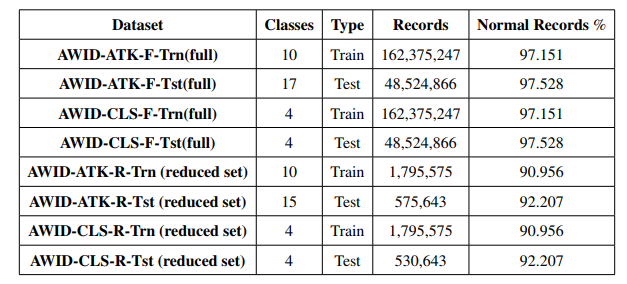 Dataset Classes Type Records Normal Records %
AWID-ATK-F-Trn(full) 10 Train 162,375,247 97.151
AWID-ATK-F-Tst(full) 17 Test 48,524,866 97.528
AWID-CLS-F-Trn(full) 4 Train 162,375,247 97.151
AWID-CLS-F-Tst(full) 4 Test 48,524,866 97.528
AWID-ATK-R-Trn (reduced set) 10 Train 1,795,575 90.956
AWID-ATK-R-Tst (reduced set) 15 Test 575,643 92.207
AWID-CLS-R-Trn (reduced set) 4 Train 1,795,575 90.956
AWID-CLS-R-Tst (reduced set) 4 Test 530,643 92.207